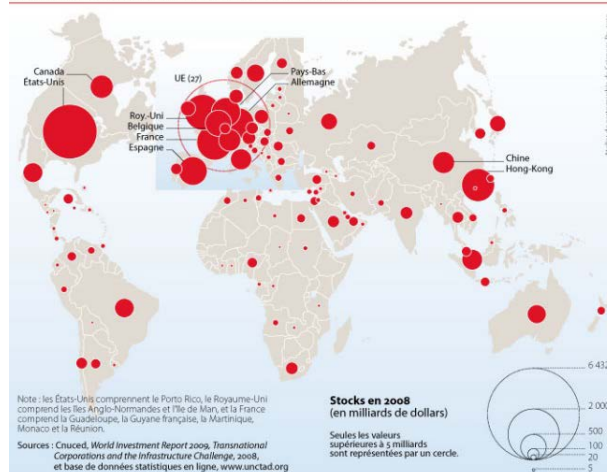 Canada
États-Unis
UE (27)
Pays-Bas
Allemagne
Roy.-Uni
Belgique
France
Espagne
Chine
Hong-Kong
Note : les États-Unis comprennent le Porto Rico, le Royaume-Uni
comprend les îles Anglo-Normandes et l'île de Man, et la France
comprend la Guadeloupe, la Guyane française, la Martinique,
Monaco et la Réunion.
Sources : Cnuced, World Investment Report 2009, Transnational
Corporations and the Infrastructure Challenge, 2008,
et base de données statistiques en ligne, www.unctad.org
Stocks en 2008
(en milliards de dollars)
Seules les valeurs
supérieures à 5 milliards
sont représentées par un cercle.
6 432
2 000
500
100
20
5